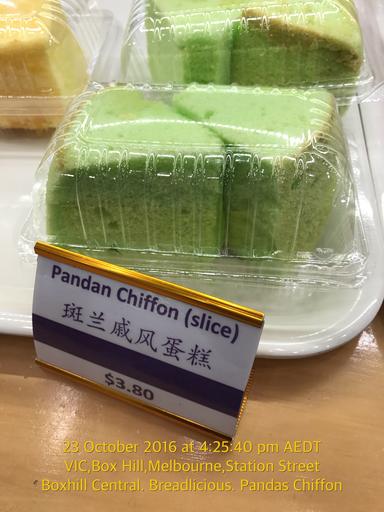 Pandan Chiffon (slice)
斑兰戚风蛋糕
$3.80
23 October 2016 at 4:25:40 pm AEDT
VIC,Box Hill,Melbourne,Station Street
Boxhill Central. Breadlicious. Pandas Chiffon